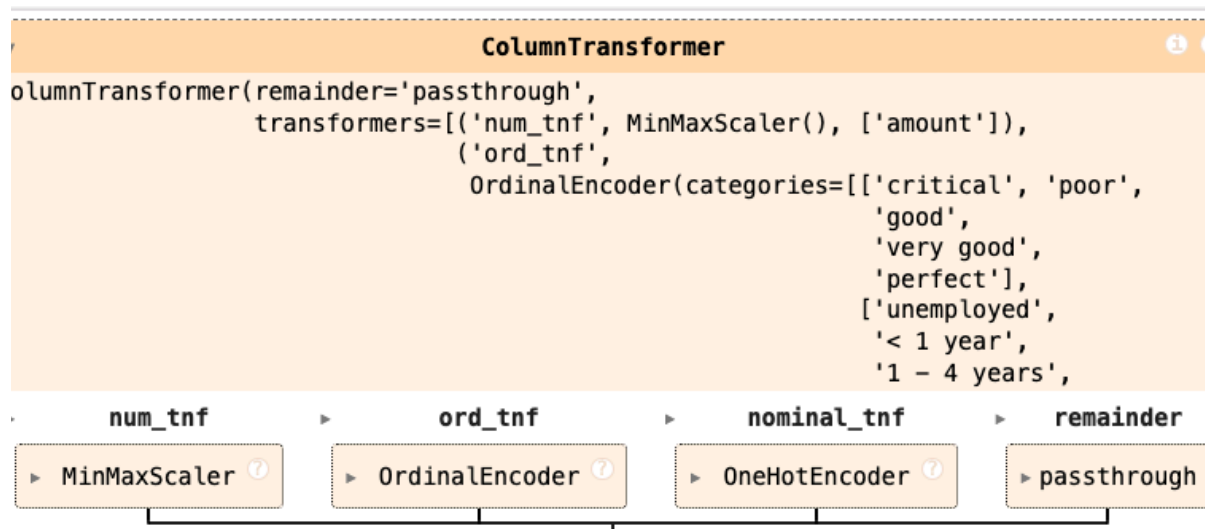 ColumnTransformer
olumnTransformer(remainder='passthrough',
transformers=[('num_tnf', MinMaxScaler(), ['amount']),
('ord_tnf',
OrdinalEncoder(categories=[['critical', 'poor',
'good',
'very good',
'perfect'],
['unemployed',
'< 1 year',
'1 – 4 years',
num_tnf ord_tnf nominal_tnf remainder
MinMaxScaler ? OrdinalEncoder ? OneHotEncoder ? passthrough